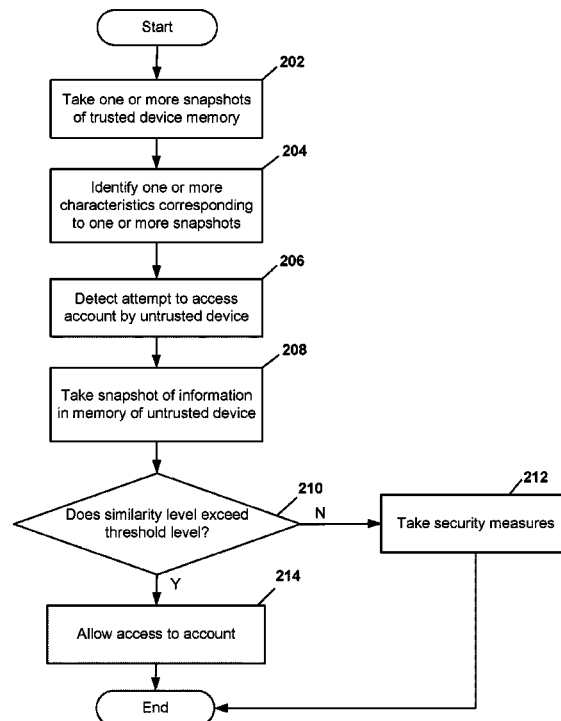 Start
202
Take one or more snapshots
of trusted device memory
204
Identify one or more
characteristics corresponding
to one or more snapshots
206
Detect attempt to access
account by untrusted device
208
Take snapshot of information
in memory of untrusted device
210
Does similarity level exceed
threshold level?
N
212
Take security measures
Y
214
Allow access to account
End